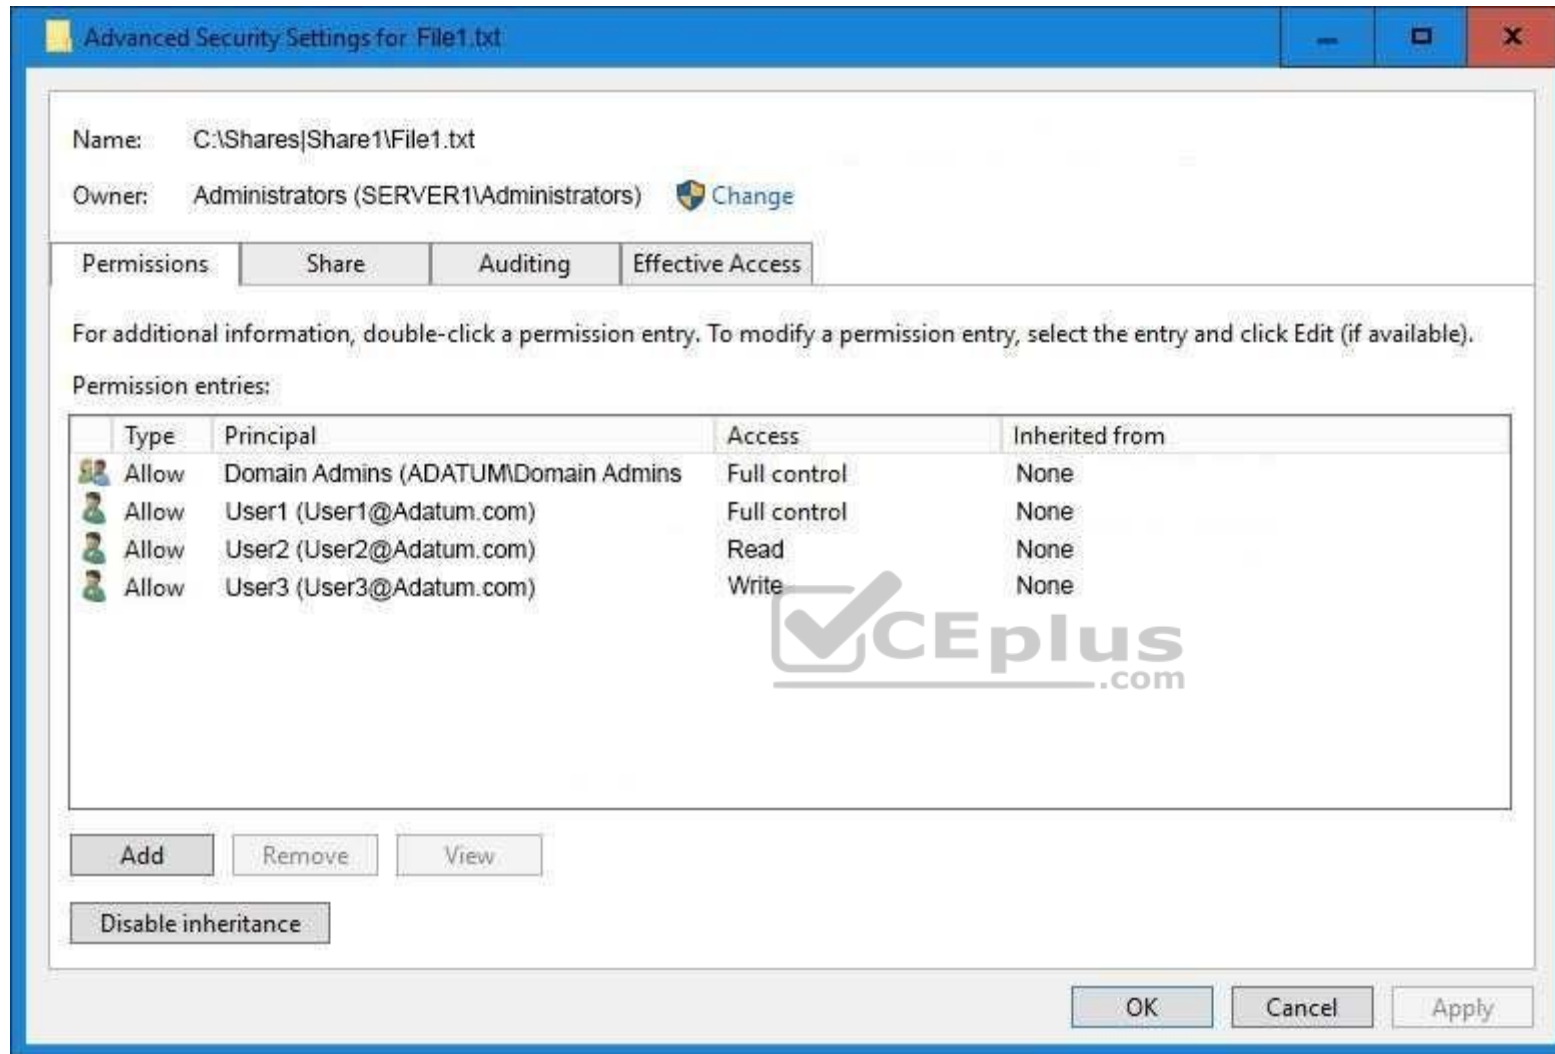 Advanced Security Settings for File1.txt
Name: C:\Shares|Share1\File1.txt
Owner: Administrators (SERVER1\Administrators) Change
Permissions Share Auditing Effective Access
For additional information, double-click a permission entry. To modify a permission entry, select the entry and click Edit (if available).
Permission entries:
Type Principal Access Inherited from
Allow Domain Admins (ADATUM\Domain Admins Full control None
Allow User1 (User1@Adatum.com) Full control None
Allow User2 (User2@Adatum.com) Read None
Allow User3 (User3@Adatum.com) Write None
CEplus
.com
Add Remove View
Disable inheritance
OK Cancel Apply